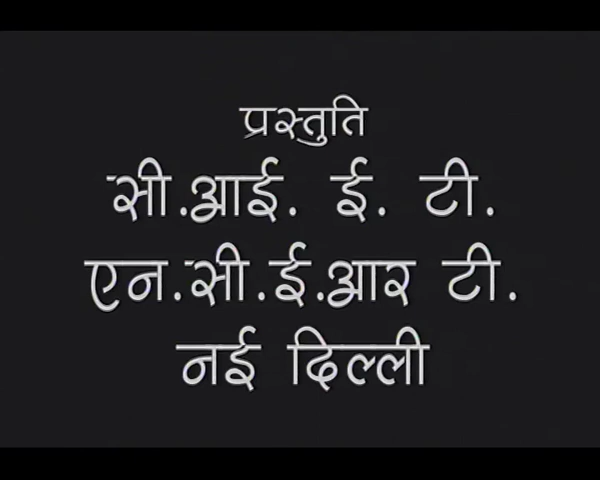 प्रस्तुति
सी.आई. ई. टी.
एन.सी.ई.आर टी.
नई दिल्ली